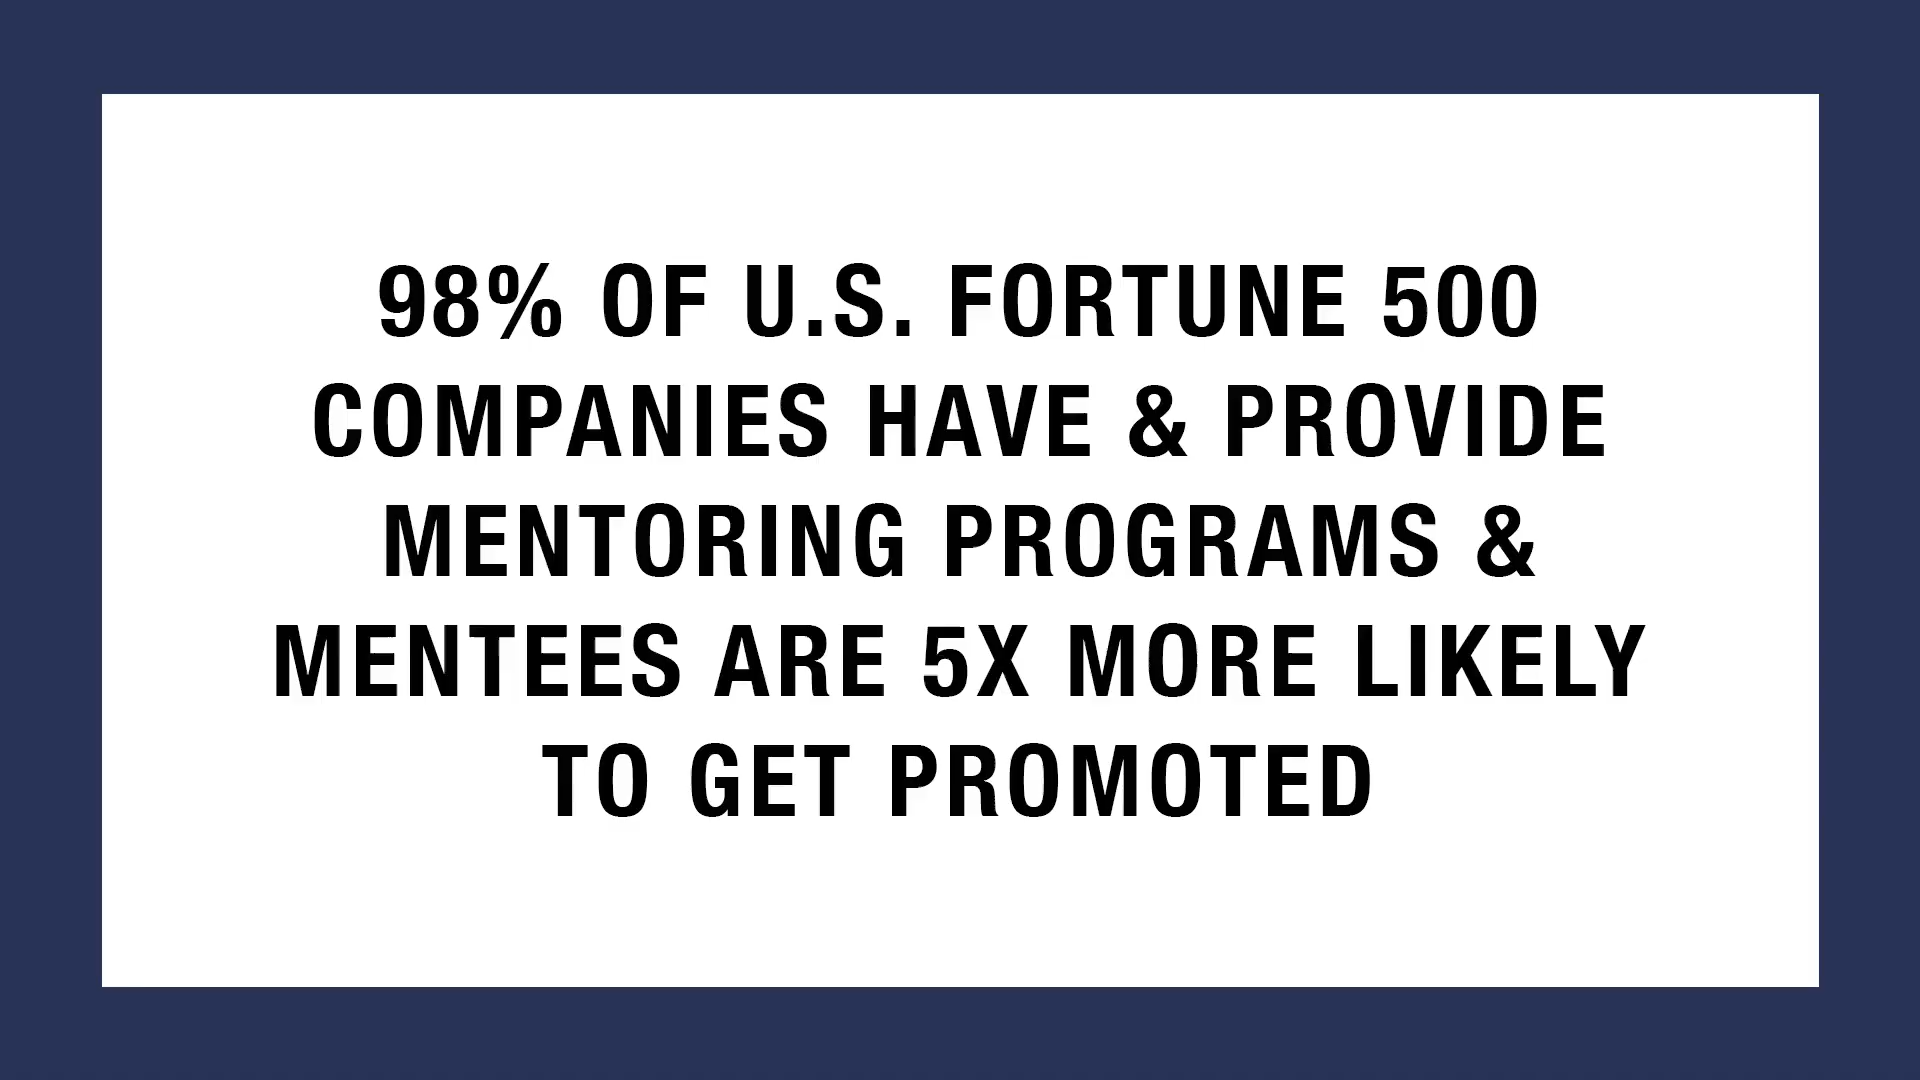 98% OF U.S. FORTUNE 500
COMPANIES HAVE & PROVIDE
MENTORING PROGRAMS &
MENTEES ARE 5X MORE LIKELY
TO GET PROMOTED